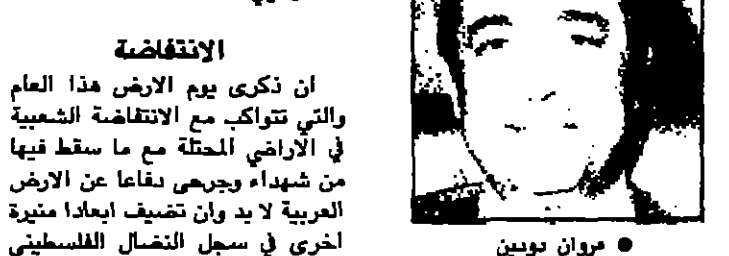 الانتفاضة
ان ذكرى يوم الارض هذا العام
والتي تتواكب مع الانتفاضة الشعبية
في الاراضي المحتلة مع ما سقط فيها
من شهداء وجرحى دفاعا عن الارض
العربية لا بد وان تضيف ابعادا منيرة
اخرى في سجل النضال الفلسطيني
● مروان دودين